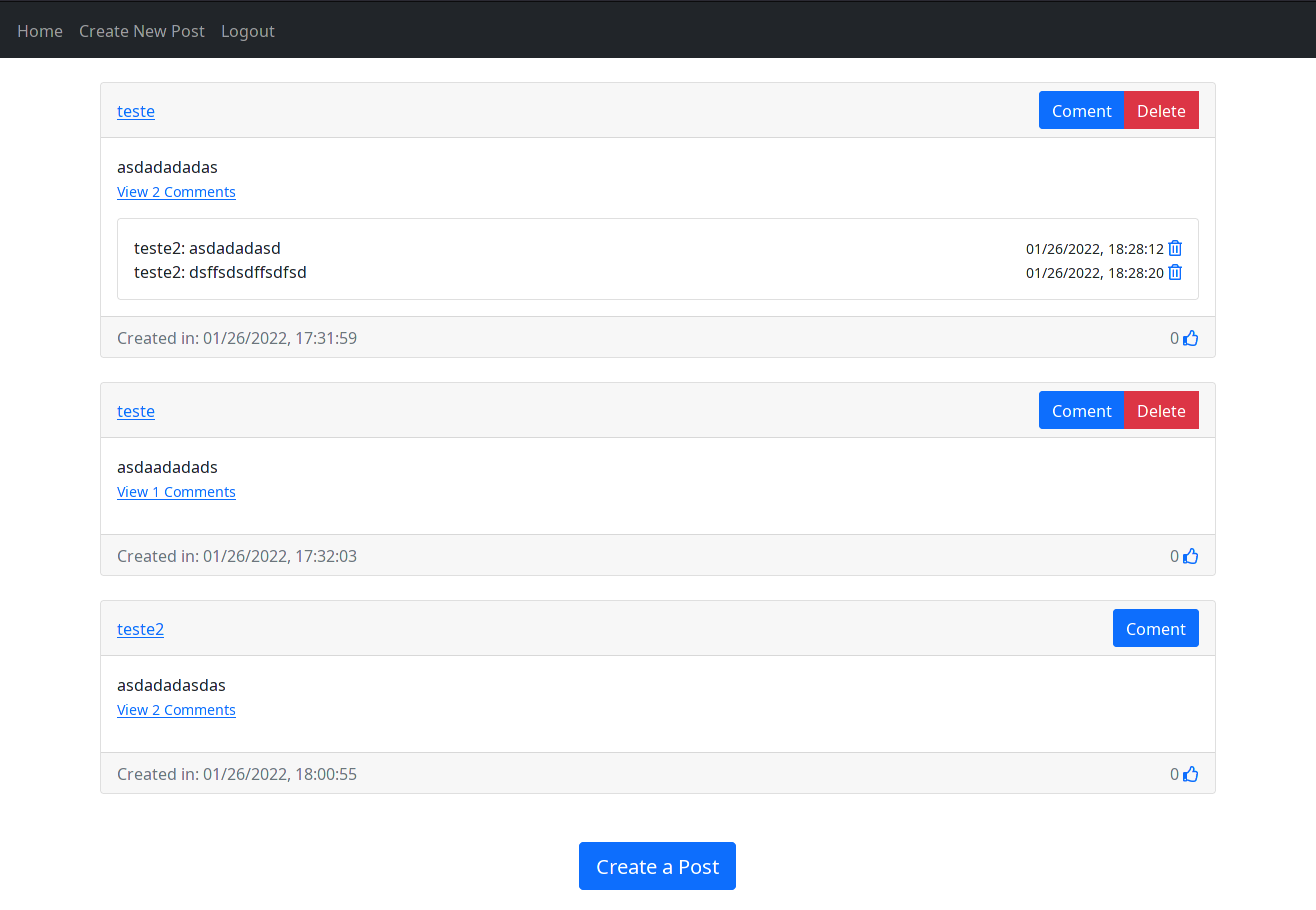 Home Create New Post Logout
teste Coment Delete
asdadadadas
View 2 Comments
teste2: asdadadasd 01/26/2022, 18:28:12
teste2: dsffsdsdffsdfsd 01/26/2022, 18:28:20
Created in: 01/26/2022, 17:31:59 0
teste Coment Delete
asdaadadads
View 1 Comments
Created in: 01/26/2022, 17:32:03 0
teste2 Coment
asdadadasdas
View 2 Comments
Created in: 01/26/2022, 18:00:55 0
Create a Post